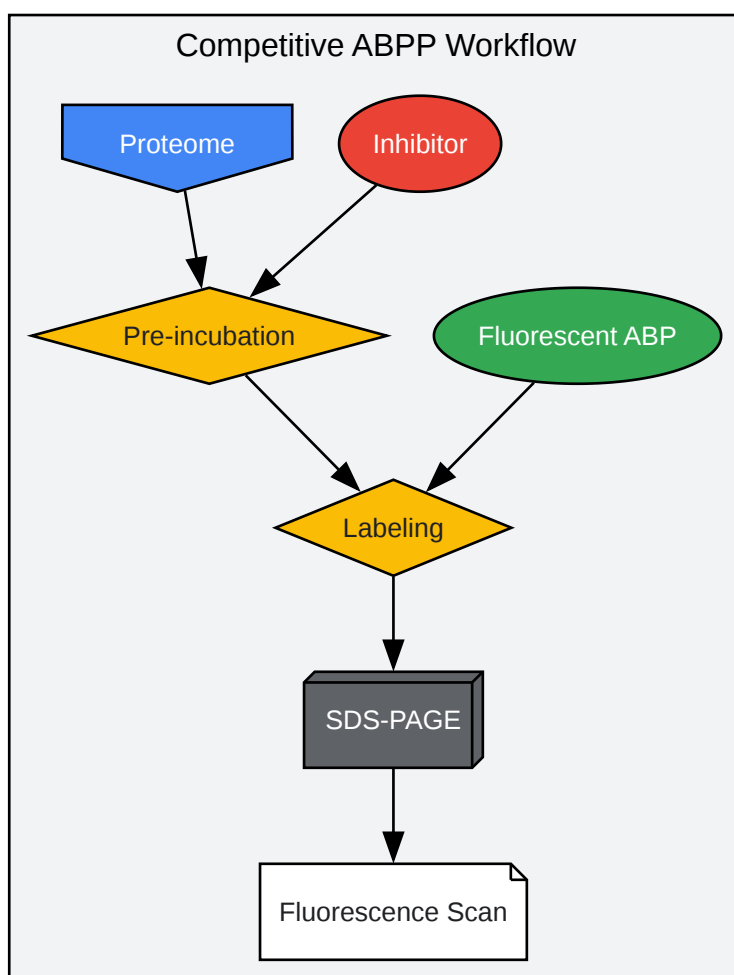 Competitive ABPP Workflow
Proteome
Inhibitor
Pre-incubation
Fluorescent ABP
Labeling
SDS-PAGE
Fluorescence Scan